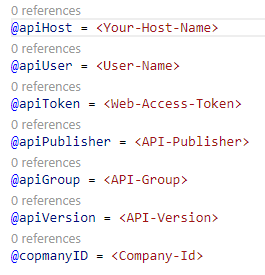 0 references
@apiHost = <Your-Host-Name>
0 references
@apiUser = <User-Name>
0 references
@apiToken = <Web-Access-Token>
0 references
@apiPublisher = <API-Publisher>
0 references
@apiGroup = <API-Group>
0 references
@apiVersion = <API-Version>
0 references
@copmanyID = <Company-Id>